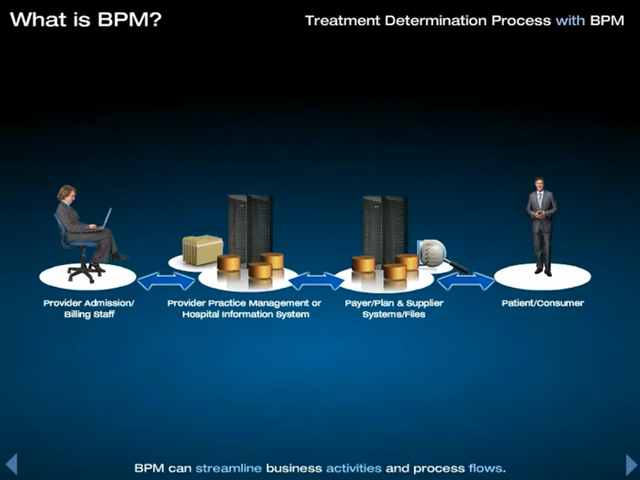 What is BPM?
Treatment Determination Process with BPM
Provider Admission/
Billing Staff
Provider Practice Management or
Hospital Information System
Payer/Plan & Supplier
Systems/Files
Patient/Consumer
BPM can streamline business activities and process flows.